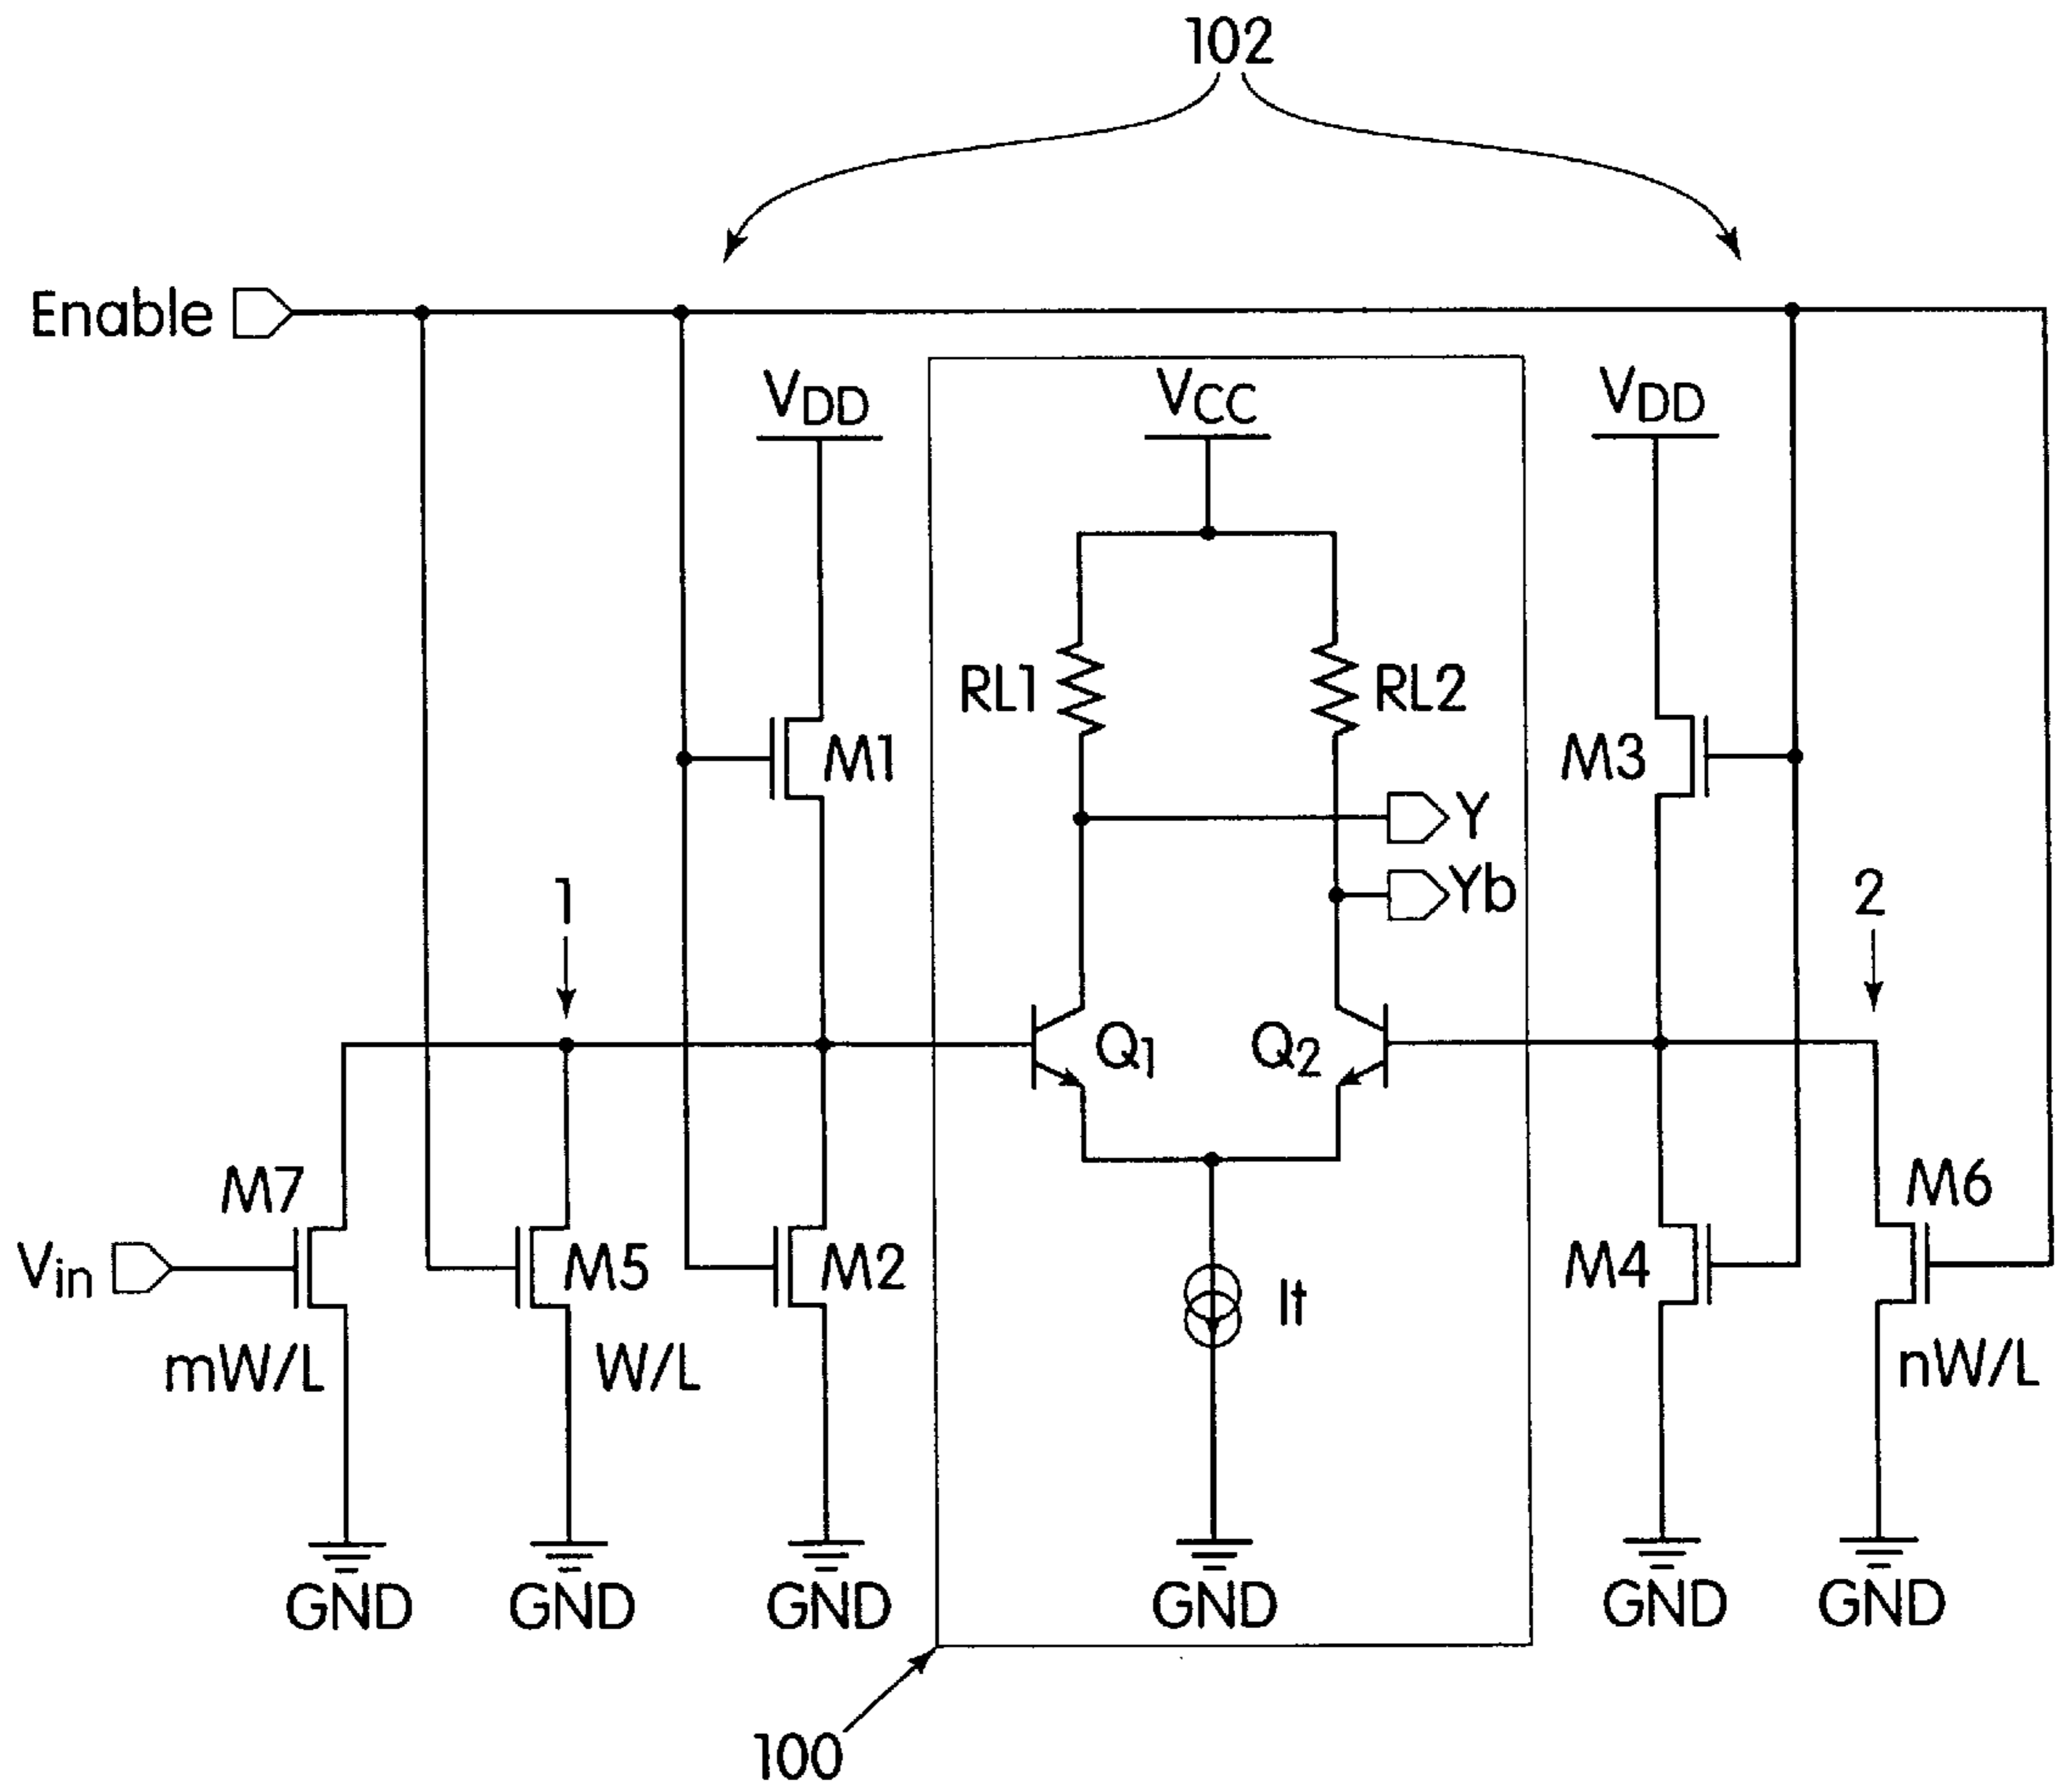 102
Enable
VDD
VCC
VDD
RL1
RL2
M1
M3
Y
Yb
1
2
Q1
Q2
M7
M6
Vin
M5
M2
It
M4
mW/L
W/L
nW/L
GND
GND
GND
GND
GND
GND
100